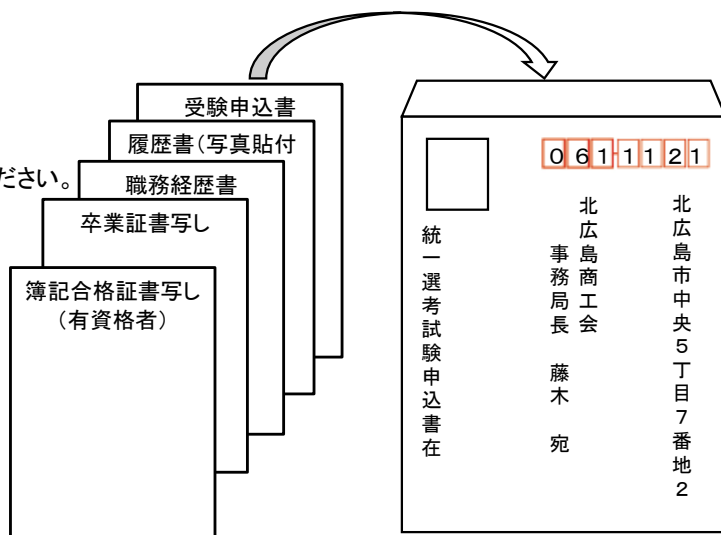 受験申込書
履歴書(写真貼付
ださい。
職務経歴書
卒業証書写し
簿記合格証書写し
(有資格者)
061-1121
北広島市中央5丁目7番地2
北広島商工会
事務局長 藤木 宛
統一選考試験申込書在